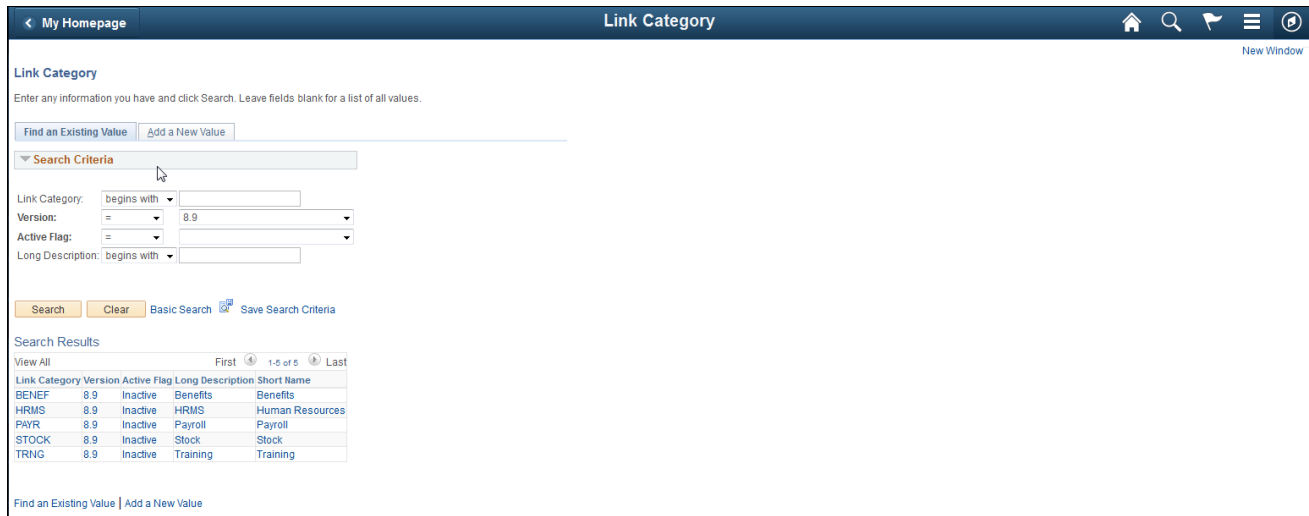 My Homepage Link Category
New Window
Link Category
Enter any information you have and click Search. Leave fields blank for a list of all values.
Find an Existing Value Add a New Value
Search Criteria
Link Category: begins with
Version: = 8.9
Active Flag: =
Long Description: begins with
Search Clear Basic Search Save Search Criteria
Search Results
View All First 1-5 of 5 Last
Link Category Version Active Flag Long Description Short Name
BENEF 8.9 Inactive Benefits Benefits
HRMS 8.9 Inactive HRMS Human Resources
PAYR 8.9 Inactive Payroll Payroll
STOCK 8.9 Inactive Stock Stock
TRNG 8.9 Inactive Training Training
Find an Existing Value | Add a New Value